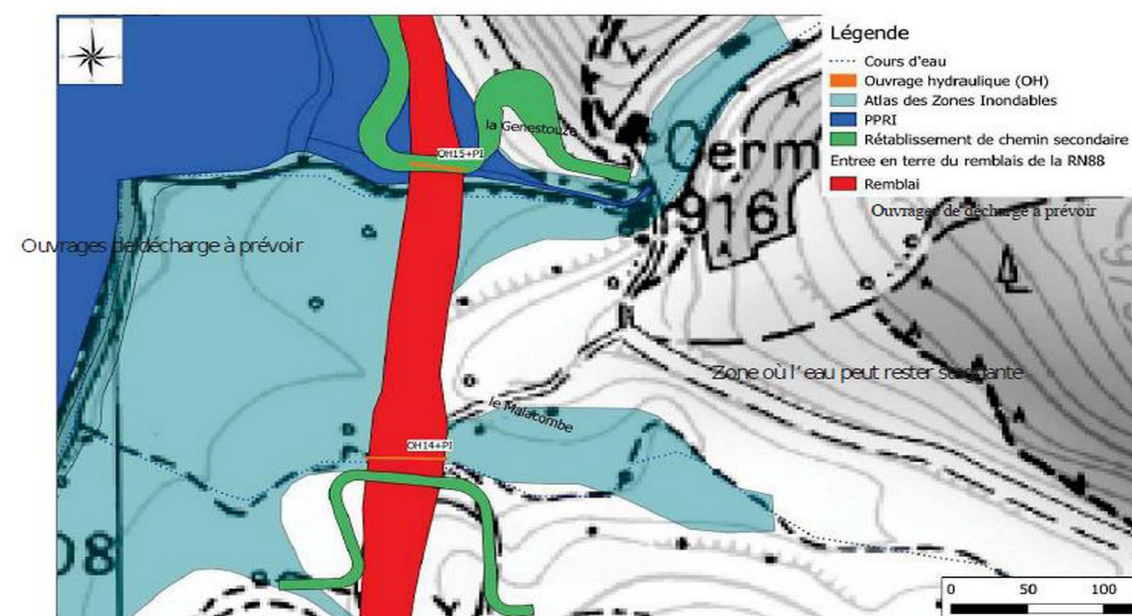 Légende
Cours d'eau
Ouvrage hydraulique (OH)
Atlas des Zones Inondables
PPRI
Rétablissement de chemin secondaire
Entree en terre du remblais de la RN88
Remblai
Ouvrages de décharge à prévoir
la Genestouze
OH15+PI
Oerm
916
Ouvrages de décharge à prévoir
Zone où l'eau peut rester
le Malacombe
OH14+PI
08
0 50 100